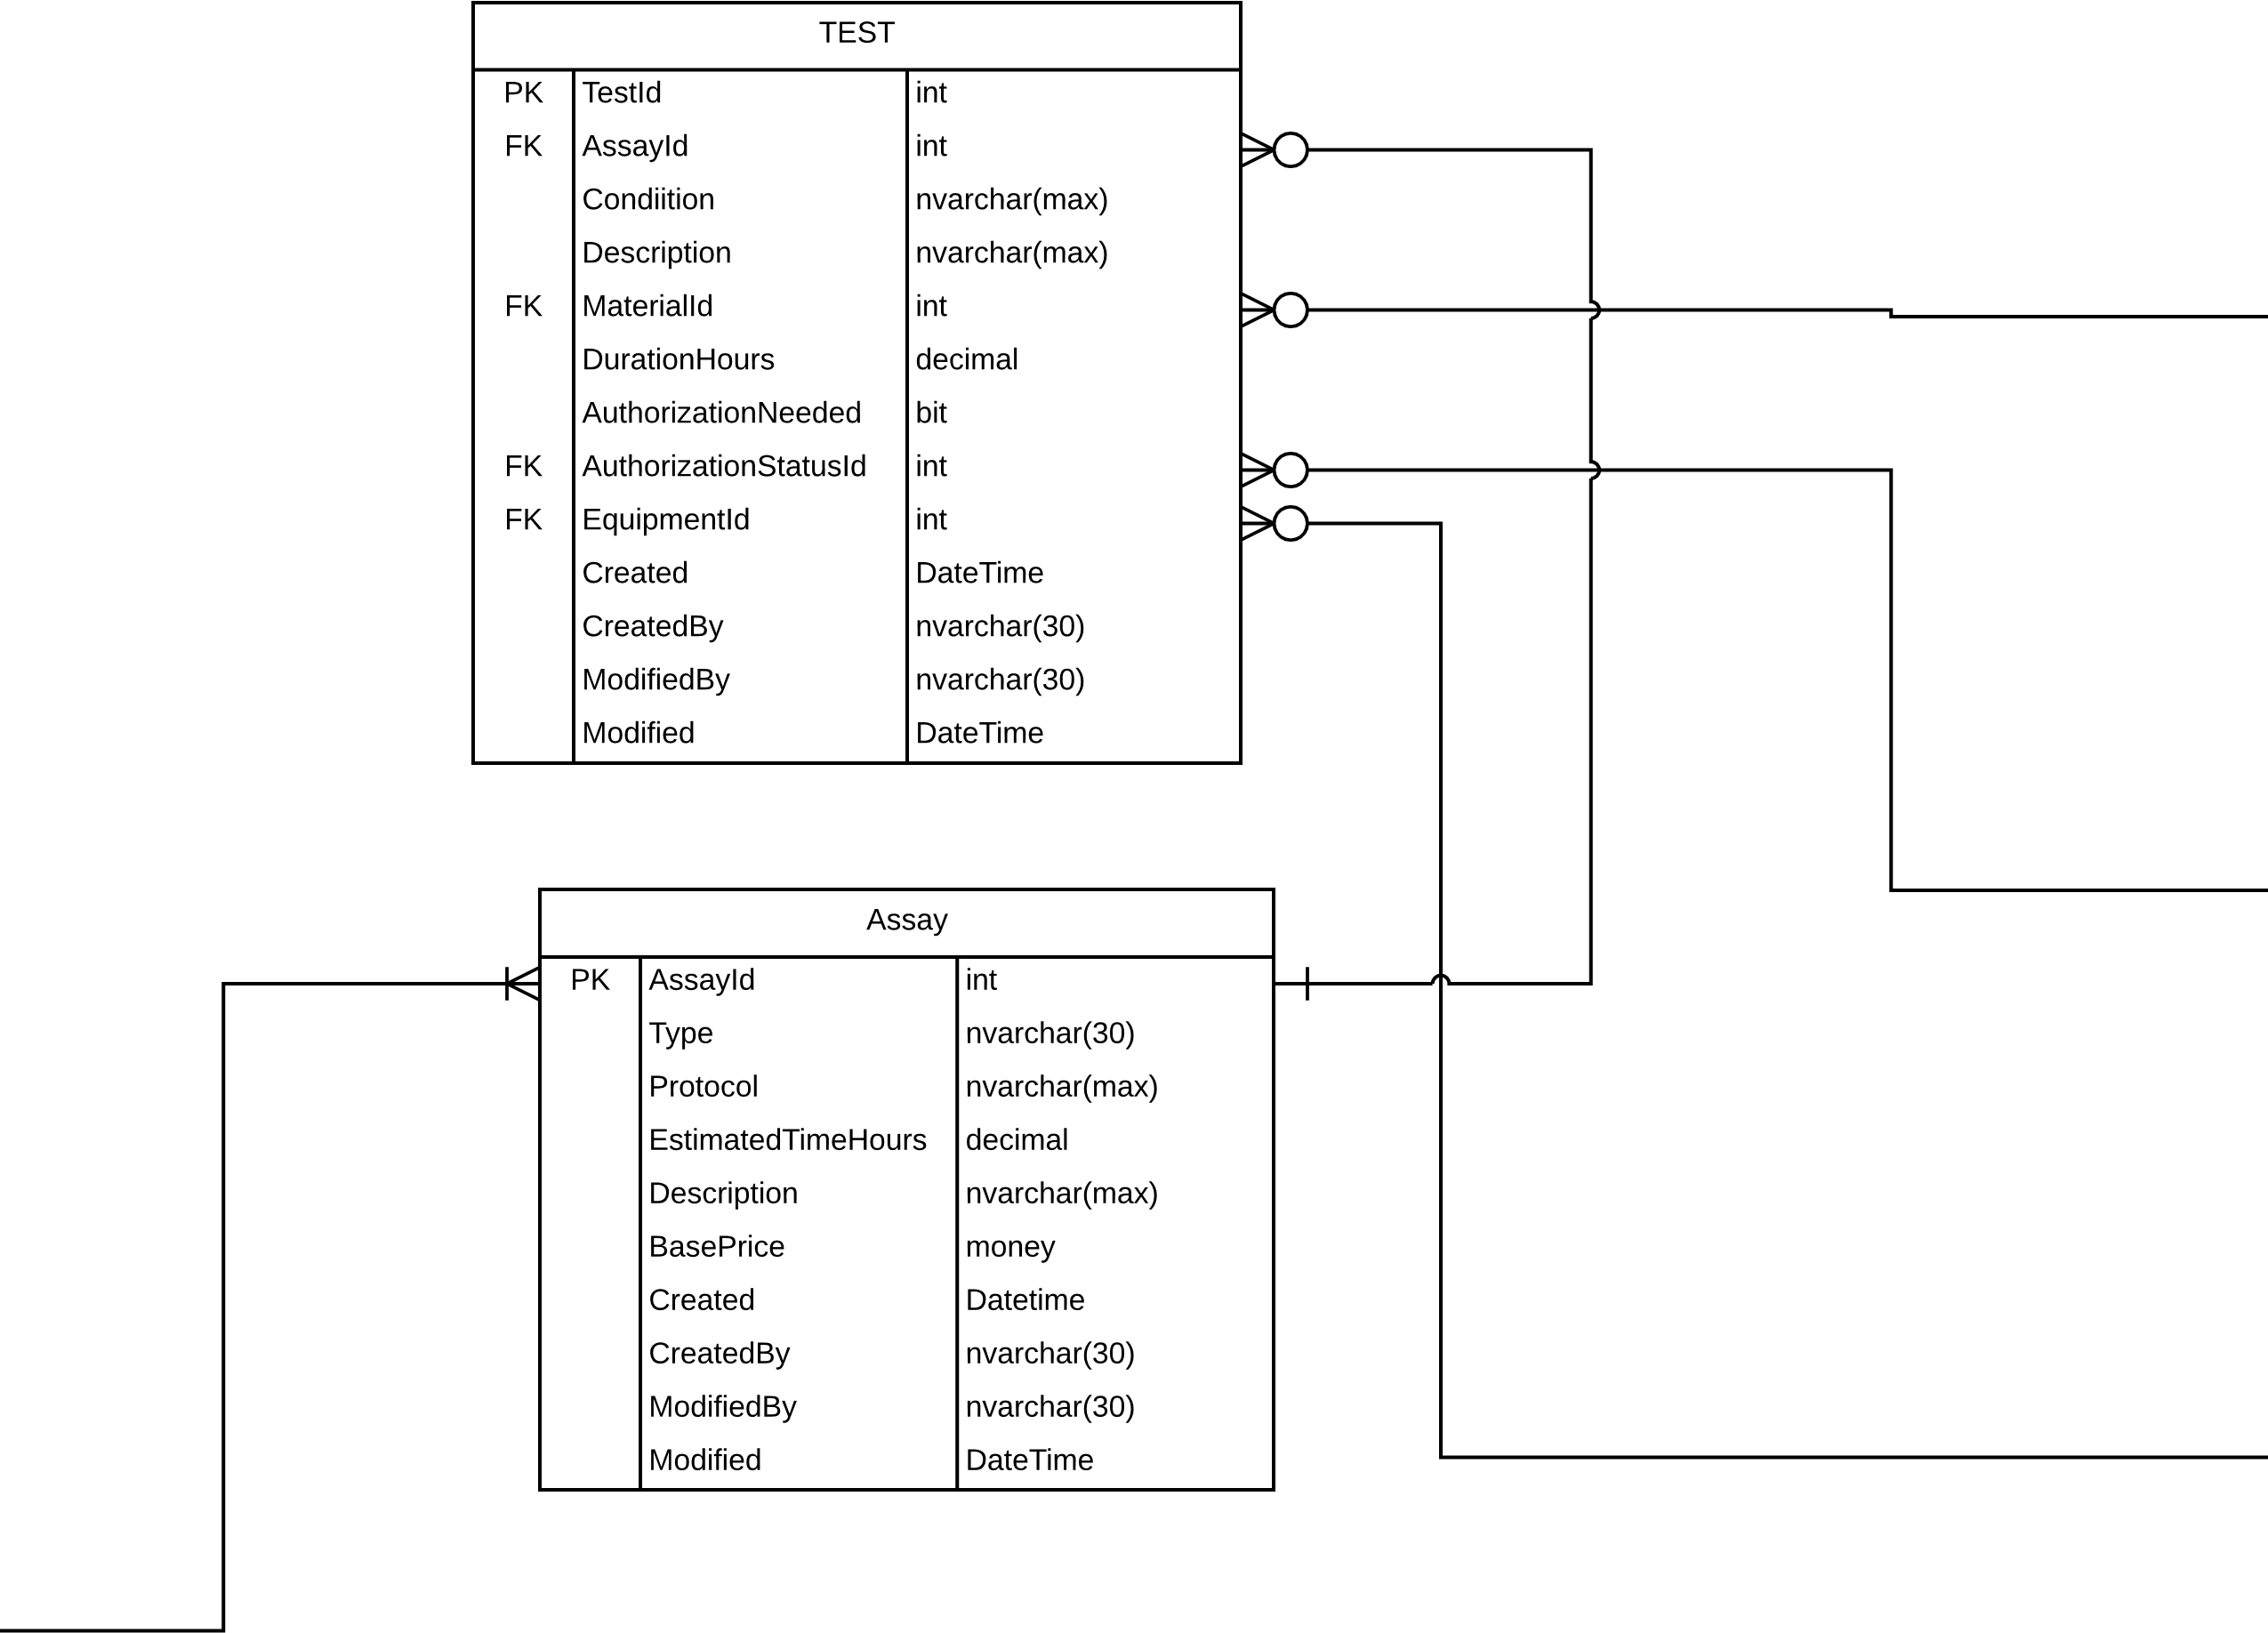 TEST
PK TestId int
FK AssayId int
Condiition nvarchar(max)
Description nvarchar(max)
FK MaterialId int
DurationHours decimal
AuthorizationNeeded bit
FK AuthorizationStatusId int
FK EquipmentId int
Created DateTime
CreatedBy nvarchar(30)
ModifiedBy nvarchar(30)
Modified DateTime
Assay
PK AssayId int
Type nvarchar(30)
Protocol nvarchar(max)
EstimatedTimeHours decimal
Description nvarchar(max)
BasePrice money
Created Datetime
CreatedBy nvarchar(30)
ModifiedBy nvarchar(30)
Modified DateTime